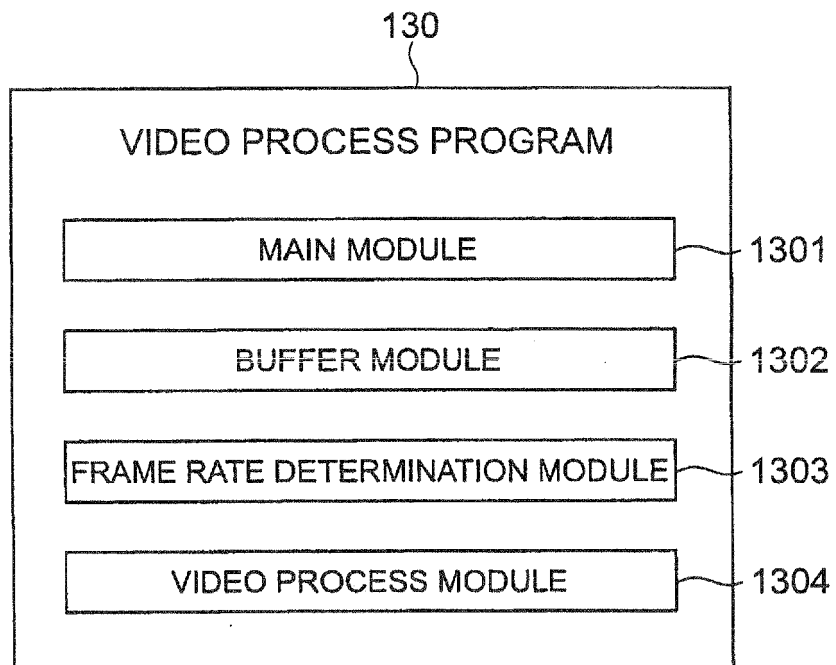 130
VIDEO PROCESS PROGRAM
MAIN MODULE 1301
BUFFER MODULE 1302
FRAME RATE DETERMINATION MODULE 1303
VIDEO PROCESS MODULE 1304